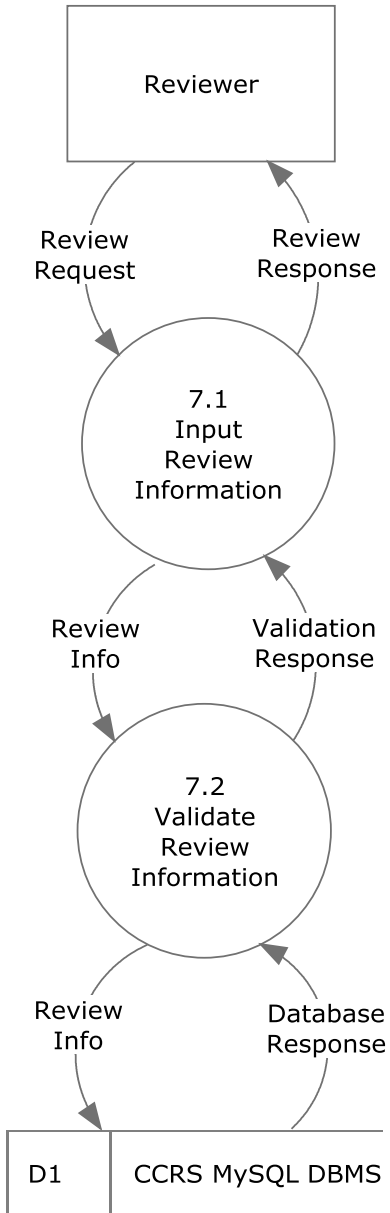 Reviewer
Review
Request
Review
Response
7.1
Input
Review
Information
Review
Info
Validation
Response
7.2
Validate
Review
Information
Review
Info
Database
Response
D1
CCRS MySQL DBMS